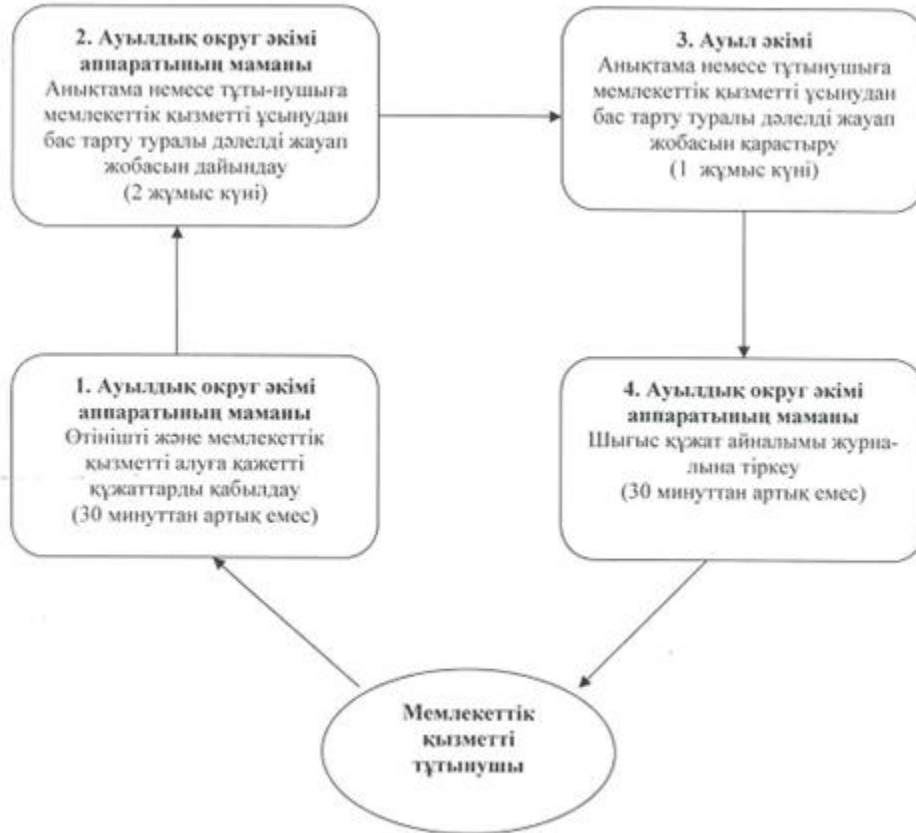 2. Ауылдық округ әкімі
аппаратының маманы
Анықтама немесе тұты-нушыға
мемлекеттік қызметті ұсынудан
бас тарту туралы дәлелді жауап
жобасын дайындау
(2 жұмыс күні)
3. Ауыл әкімі
Анықтама немесе тұтынушыға
мемлекеттік қызметті ұсынудан
бас тарту туралы дәлелді жауап
жобасын қарастыру
(1 жұмыс күні)
1. Ауылдық округ әкімі
аппаратының маманы
Өтінішті және мемлекеттік
қызметті алуға қажетті
құжаттарды қабылдау
(30 минуттан артық емес)
4. Ауылдық округ әкімі
аппаратының маманы
Шығыс құжат айналымы журна-
лына тіркеу
(30 минуттан артық емес)
Мемлекеттік
қызметті
тұтынушы